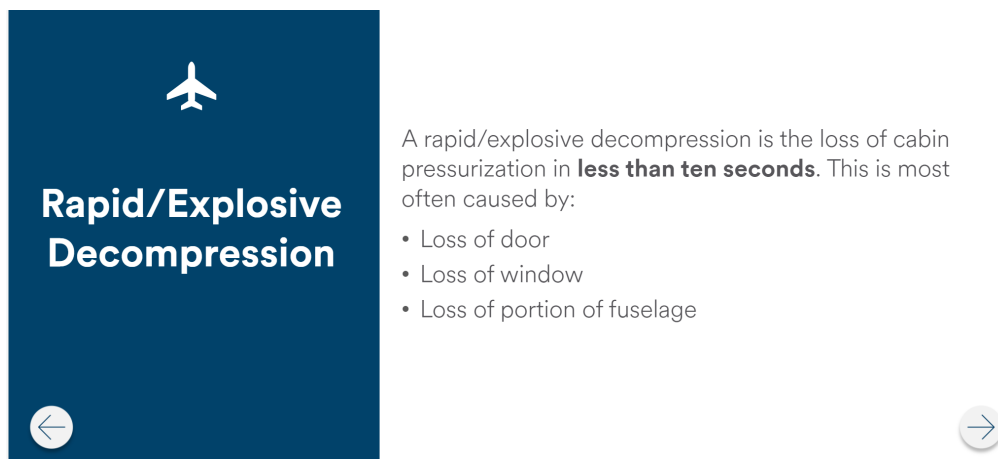 Rapid/Explosive
Decompression
A rapid/explosive decompression is the loss of cabin
pressurization in less than ten seconds. This is most
often caused by:
• Loss of door
• Loss of window
• Loss of portion of fuselage